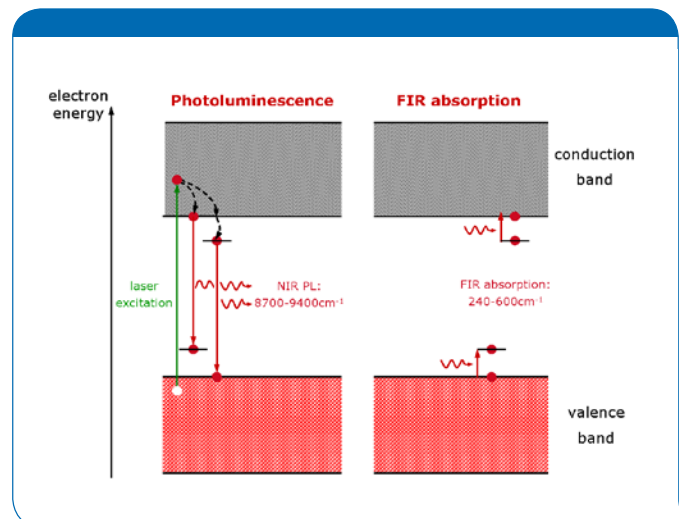 electron
energy
Photoluminescence
FIR absorption
conduction
band
laser
excitation
NIR PL:
8700-9400cm⁻¹
FIR absorption:
240-600cm⁻¹
valence
band